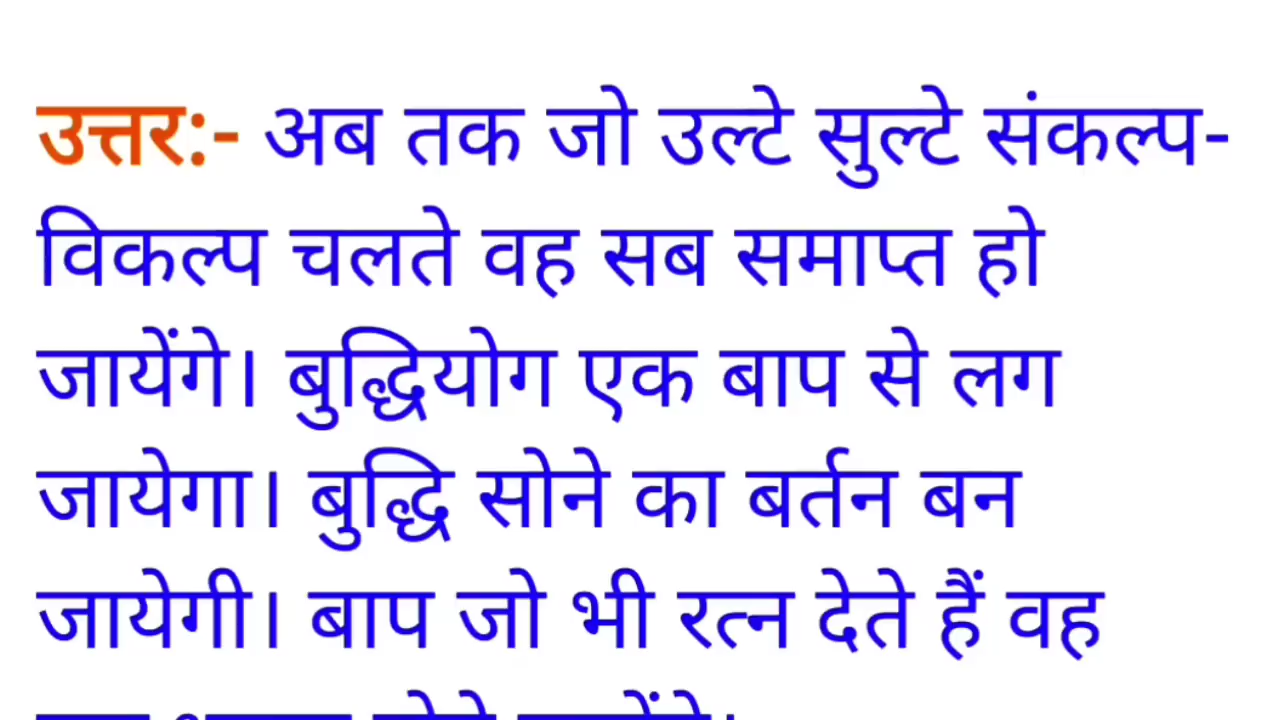 उत्तर:- अब तक जो उल्टे सुल्टे संकल्प-
विकल्प चलते वह सब समाप्त हो
जायेंगे। बुद्धियोग एक बाप से लग
जायेगा। बुद्धि सोने का बर्तन बन
जायेगी। बाप जो भी रत्न देते हैं वह